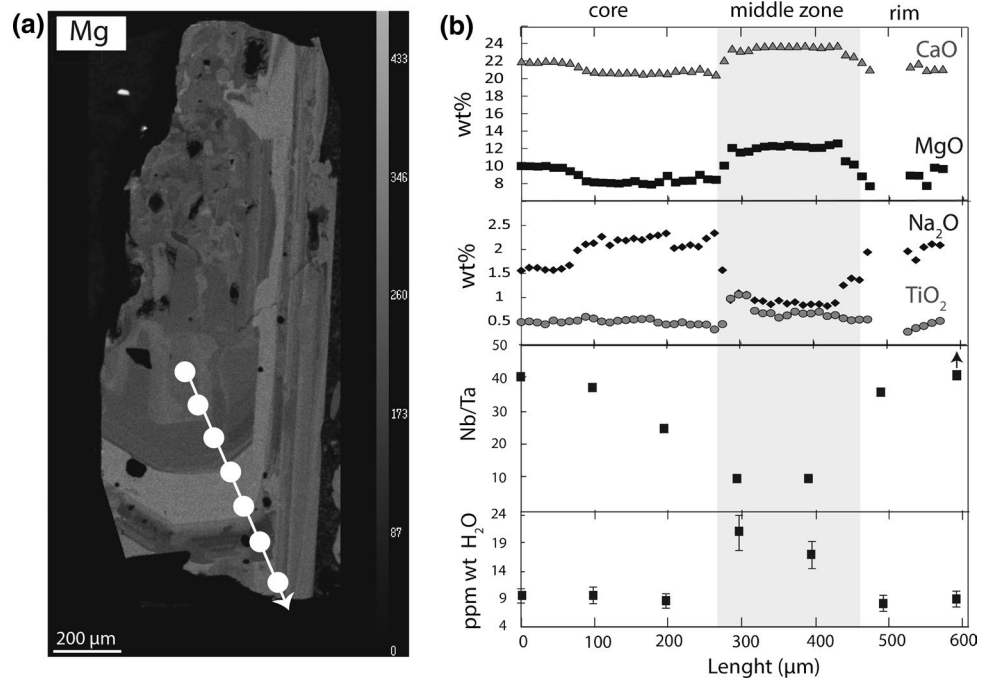 (a)
Mg
433
346
260
173
87
0
200 µm
(b)
core middle zone rim
24
22
20
18
16
14
12
10
8
wt%
CaO
MgO
2.5
2
1.5
1
0.5
wt%
Na₂O
TiO₂
50
40
30
20
10
Nb/Ta
24
19
14
9
4
ppm wt H₂O
0 100 200 300 400 500 600
Lenght (µm)